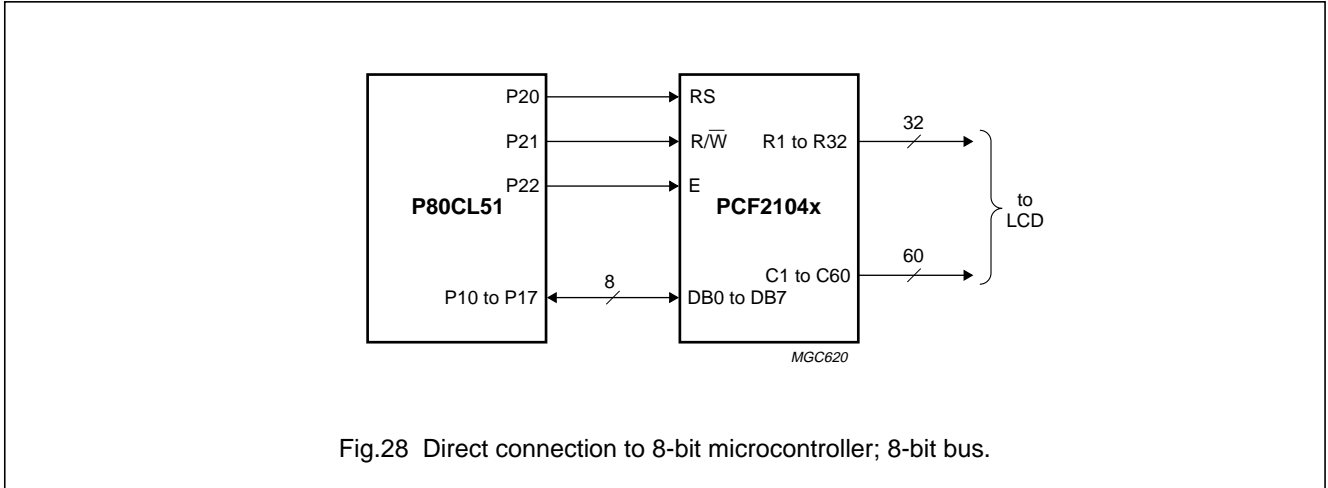 P20
RS
P21
R/W̅
R1 to R32
32
P22
E
P80CL51
PCF2104x
to
LCD
C1 to C60
60
P10 to P17
8
DB0 to DB7
MGC620
Fig.28 Direct connection to 8-bit microcontroller; 8-bit bus.